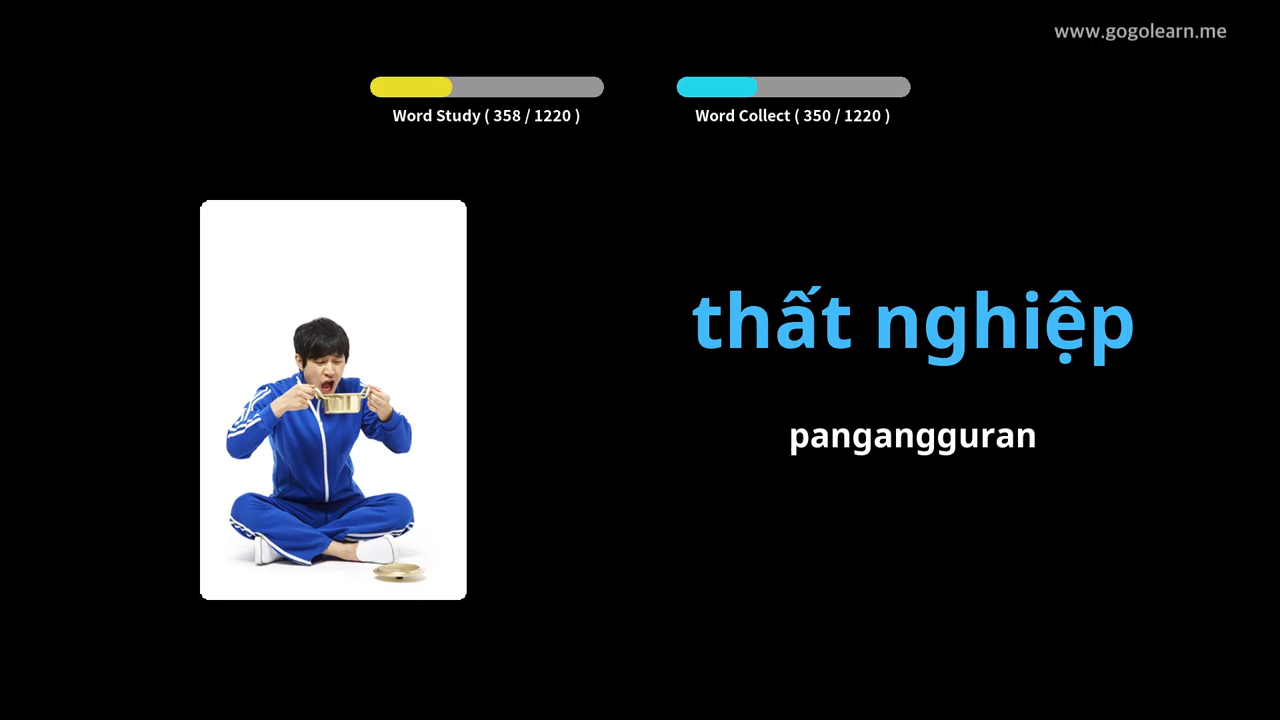 www.gogolearn.me
Word Study ( 358 / 1220 )
Word Collect ( 350 / 1220 )
thất nghiệp
pangangguran